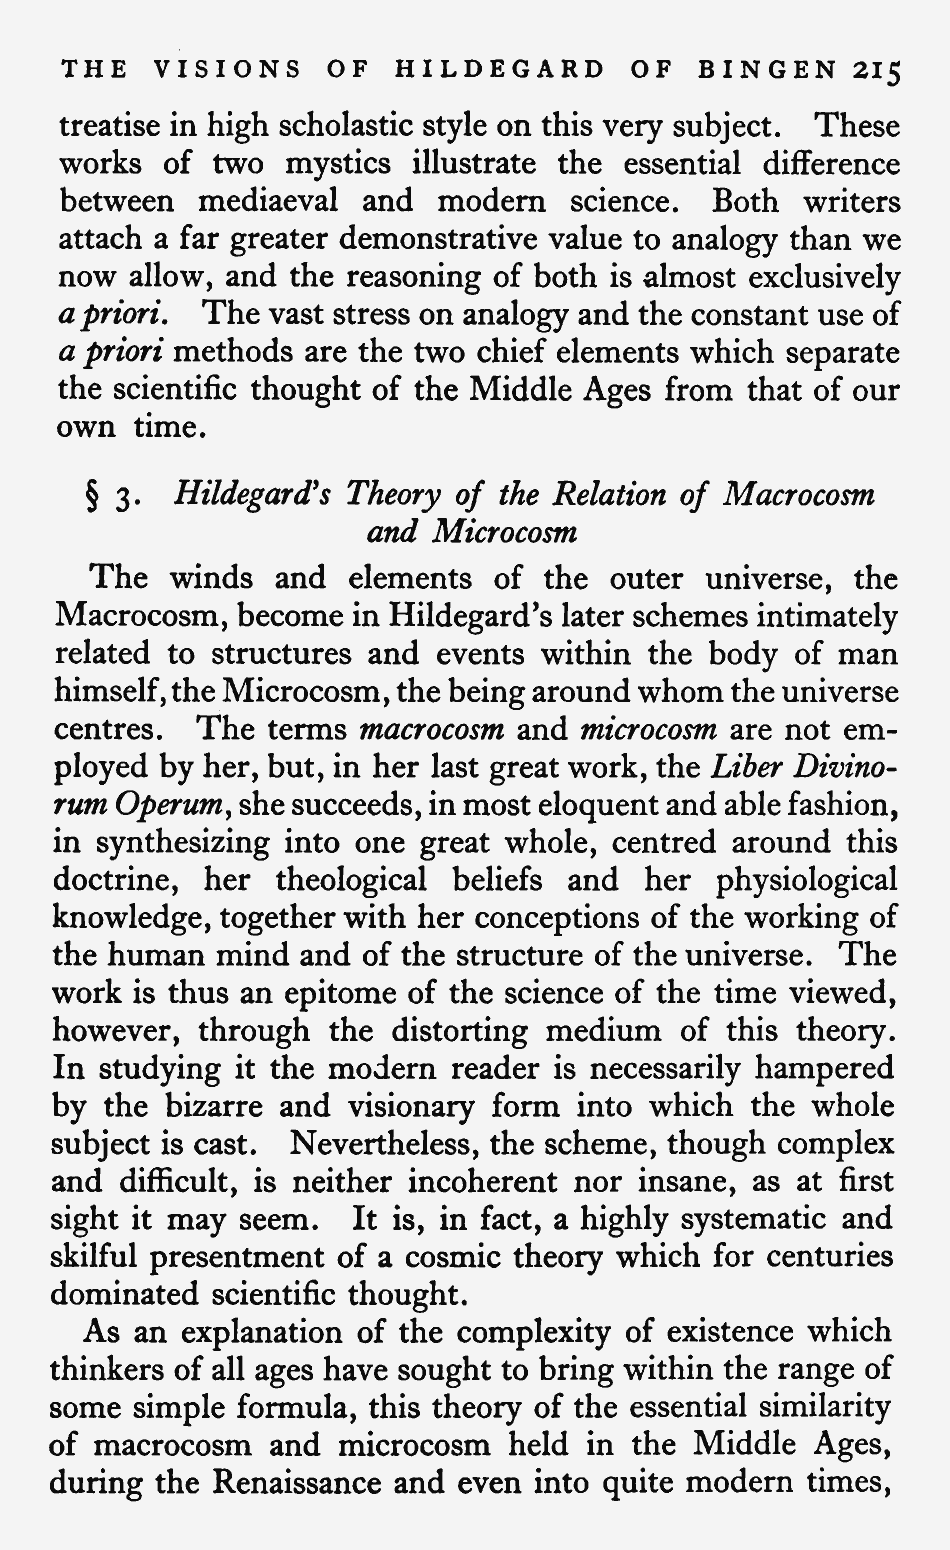 THE VISIONS OF HILDEGARD OF BINGEN 215
treatise in high scholastic style on this very subject. These
works of two mystics illustrate the essential difference
between mediaeval and modern science. Both writers
attach a far greater demonstrative value to analogy than we
now allow, and the reasoning of both is almost exclusively
a priori. The vast stress on analogy and the constant use of
a priori methods are the two chief elements which separate
the scientific thought of the Middle Ages from that of our
own time.
§ 3. Hildegard's Theory of the Relation of Macrocosm
and Microcosm
The winds and elements of the outer universe, the
Macrocosm, become in Hildegard's later schemes intimately
related to structures and events within the body of man
himself, the Microcosm, the being around whom the universe
centres. The terms macrocosm and microcosm are not em-
ployed by her, but, in her last great work, the Liber Divino-
rum Operum, she succeeds, in most eloquent and able fashion,
in synthesizing into one great whole, centred around this
doctrine, her theological beliefs and her physiological
knowledge, together with her conceptions of the working of
the human mind and of the structure of the universe. The
work is thus an epitome of the science of the time viewed,
however, through the distorting medium of this theory.
In studying it the modern reader is necessarily hampered
by the bizarre and visionary form into which the whole
subject is cast. Nevertheless, the scheme, though complex
and difficult, is neither incoherent nor insane, as at first
sight it may seem. It is, in fact, a highly systematic and
skilful presentment of a cosmic theory which for centuries
dominated scientific thought.
As an explanation of the complexity of existence which
thinkers of all ages have sought to bring within the range of
some simple formula, this theory of the essential similarity
of macrocosm and microcosm held in the Middle Ages,
during the Renaissance and even into quite modern times,